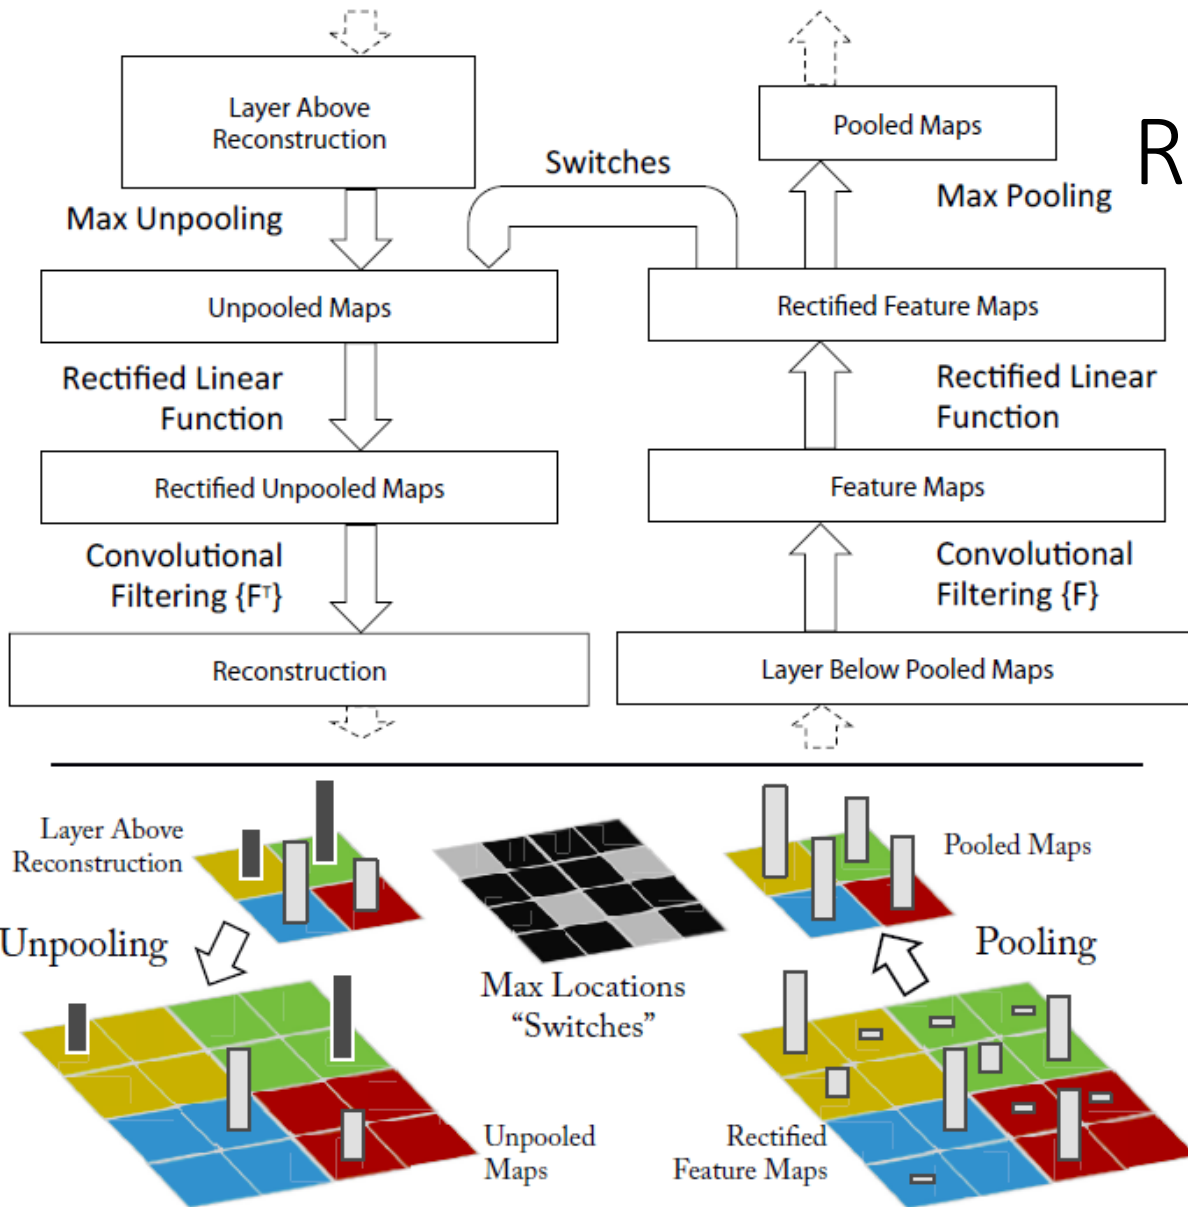 Layer Above
Reconstruction
Max Unpooling
Unpooled Maps
Rectified Linear
Function
Rectified Unpooled Maps
Convolutional
Filtering {Fᵀ}
Reconstruction
Switches
Pooled Maps
R
Max Pooling
Rectified Feature Maps
Rectified Linear
Function
Feature Maps
Convolutional
Filtering {F}
Layer Below Pooled Maps
Layer Above
Reconstruction
Unpooling
Unpooled
Maps
Max Locations
“Switches”
Pooled Maps
Pooling
Rectified
Feature Maps